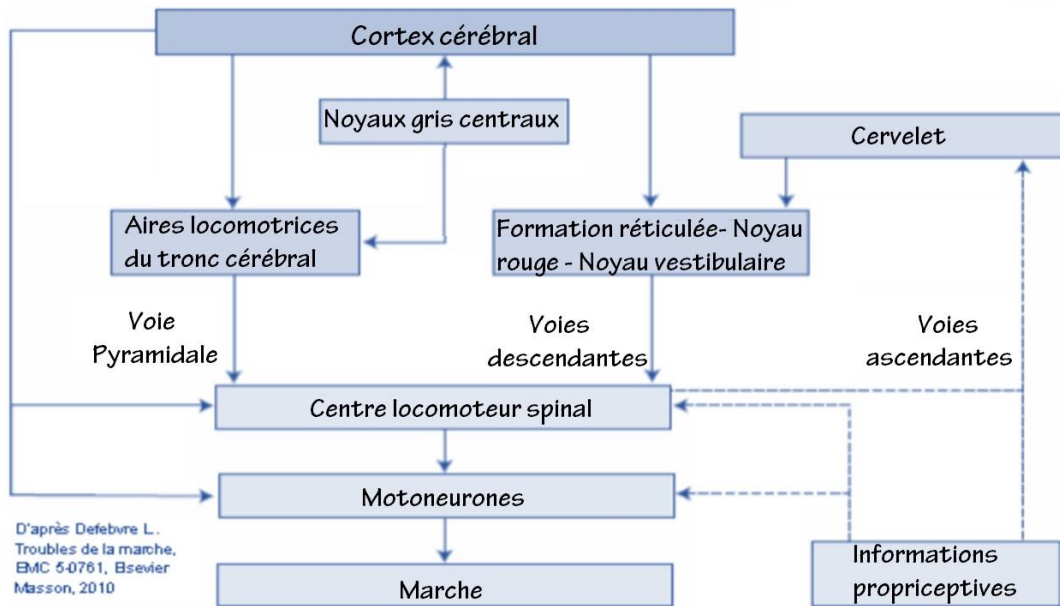 Cortex cérébral
Noyaux gris centraux
Cervelet
Aires locomotrices
du tronc cérébral
Formation réticulée- Noyau
rouge - Noyau vestibulaire
Voie
Pyramidale
Voies
descendantes
Voies
ascendantes
Centre locomoteur spinal
Motoneurones
D'après Defebvre L.
Troubles de la marche,
EMC 5-0761, Elsevier
Masson, 2010
Informations
propriceptives
Marche